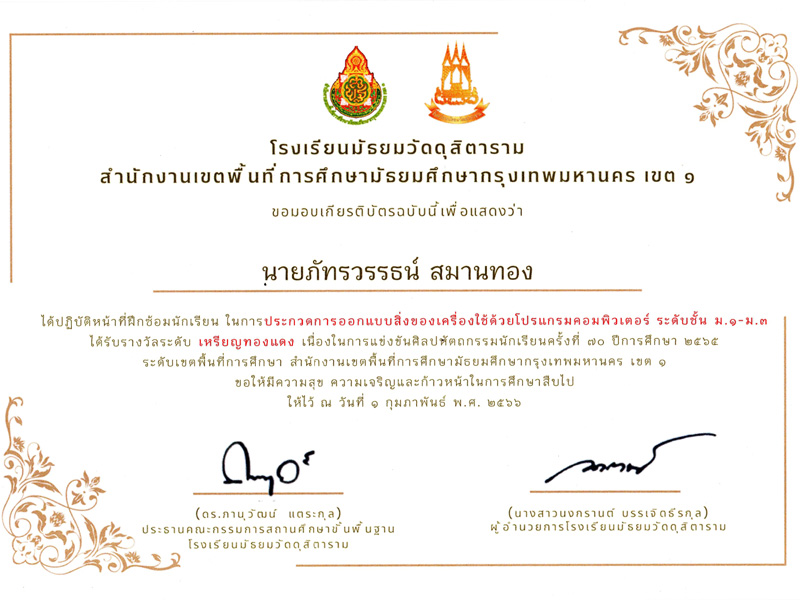 โรงเรียนมัธยมวัดดุสิตาราม
สำนักงานเขตพื้นที่การศึกษามัธยมศึกษากรุงเทพมหานคร เขต ๑
ขอมอบเกียรติบัตรฉบับนี้เพื่อแสดงว่า
นายภัทรวรรธน์ สมานทอง
ได้ปฏิบัติหน้าที่ฝึกซ้อมนักเรียน ในการประกวดการออกแบบสิ่งของเครื่องใช้ด้วยโปรแกรมคอมพิวเตอร์ ระดับชั้น ม.๑-ม.๓
ได้รับรางวัลระดับ เหรียญทองแดง เนื่องในการแข่งขันศิลปหัตถกรรมนักเรียนครั้งที่ ๗๐ ปีการศึกษา ๒๕๖๕
ระดับเขตพื้นที่การศึกษา สำนักงานเขตพื้นที่การศึกษามัธยมศึกษากรุงเทพมหานคร เขต ๑
ขอให้มีความสุข ความเจริญและก้าวหน้าในการศึกษาสืบไป
ให้ไว้ ณ วันที่ ๑ กุมภาพันธ์ พ.ศ. ๒๕๖๖
(ดร.ภานุวัฒน์ แตระกุล)
ประธานคณะกรรมการสถานศึกษาขั้นพื้นฐาน
โรงเรียนมัธยมวัดดุสิตาราม
(นางสาวนงกรานต์ บรรเจิดธีรกุล)
ผู้อำนวยการโรงเรียนมัธยมวัดดุสิตาราม